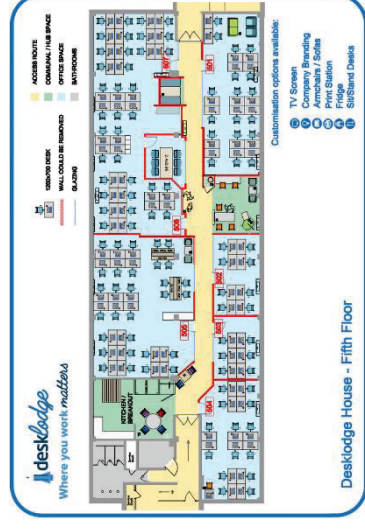 desklodge
Where you work matters
1200x700 DESK
WALL COULD BE REMOVED
GLAZING
ACCESS ROUTE
COMMUNAL / HUB SPACE
OFFICE SPACE
BATHROOMS
KITCHEN /
BREAKOUT
505
506
507
504
503
502
501
Deskodge House - Fifth Floor
Customisation options available:
TV Screen
Company Branding
Armchairs / Sofas
Print Station
Fridge
Sit/Stand Desks